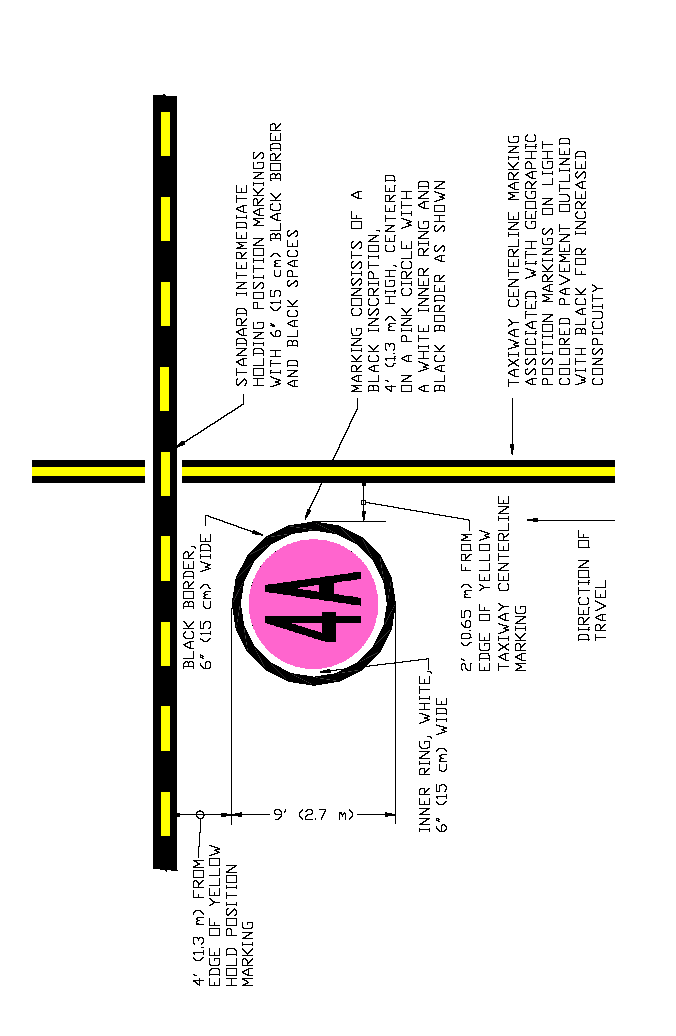 STANDARD INTERMEDIATE
HOLDING POSITION MARKINGS
WITH 6" (15 cm) BLACK BORDER
AND BLACK SPACES
MARKING CONSISTS OF A
BLACK INSCRIPTION,
4' (1.3 m) HIGH, CENTERED
ON A PINK CIRCLE WITH
A WHITE INNER RING AND
BLACK BORDER AS SHOWN
TAXIWAY CENTERLINE MARKING
ASSOCIATED WITH GEOGRAPHIC
POSITION MARKINGS ON LIGHT
COLORED PAVEMENT OUTLINED
WITH BLACK FOR INCREASED
CONSPICUITY
BLACK BORDER,
6" (15 cm) WIDE
4A
2' (0.65 m) FROM
EDGE OF YELLOW
TAXIWAY CENTERLINE
MARKING
DIRECTION OF
TRAVEL
INNER RING, WHITE,
6" (15 cm) WIDE
9' (2.7 m)
4' (1.3 m) FROM
EDGE OF YELLOW
HOLD POSITION
MARKING